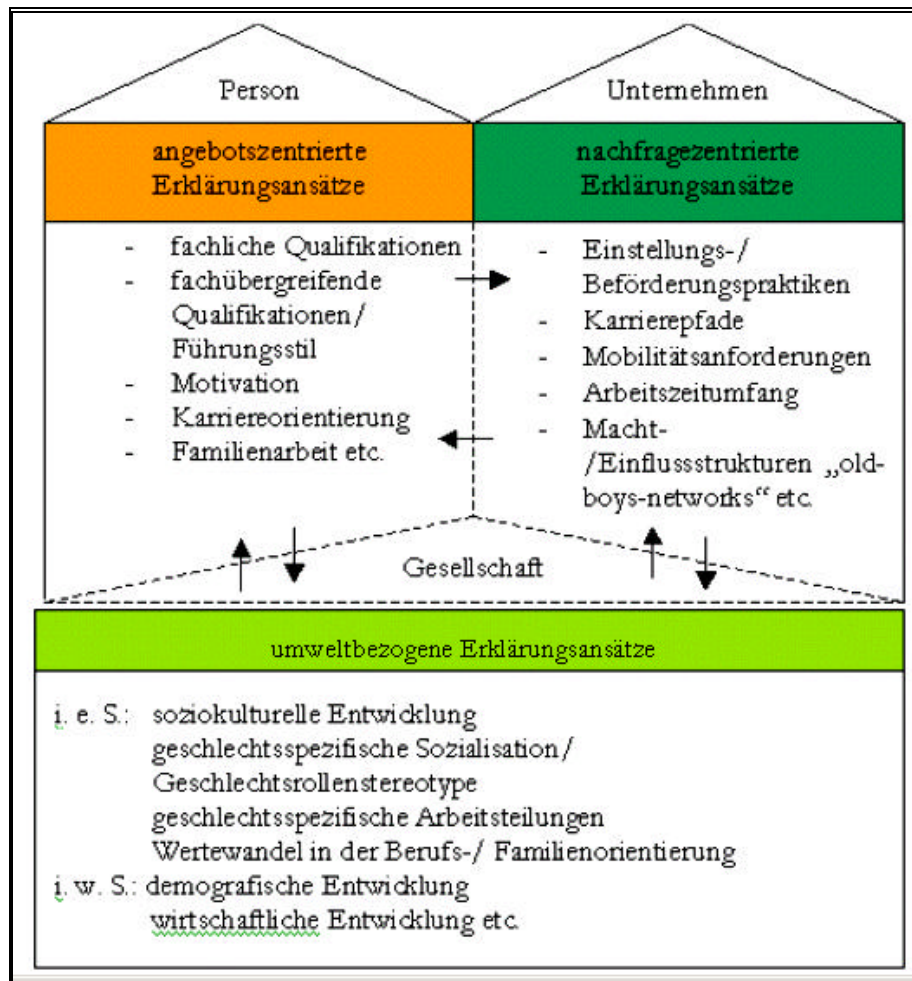 Person
angebotszentrierte
Erklärungsansätze
- fachliche Qualifikationen
- fachübergreifende
Qualifikationen/
Führungsstil
- Motivation
- Karriereorientierung
- Familienarbeit etc.
Unternehmen
nachfragezentrierte
Erklärungsansätze
- Einstellungs-/
Beförderungspraktiken
- Karrierepfade
- Mobilitätsanforderungen
- Arbeitszeitumfang
- Macht-
/Einflussstrukturen „old-
boys-networks“ etc.
Gesellschaft
umweltbezogene Erklärungsansätze
i. e. S.: soziokulturelle Entwicklung
geschlechtsspezifische Sozialisation/
Geschlechtsrollenstereotype
geschlechtsspezifische Arbeitsteilungen
Wertewandel in der Berufs-/ Familienorientierung
i. w. S.: demografische Entwicklung
wirtschaftliche Entwicklung etc.